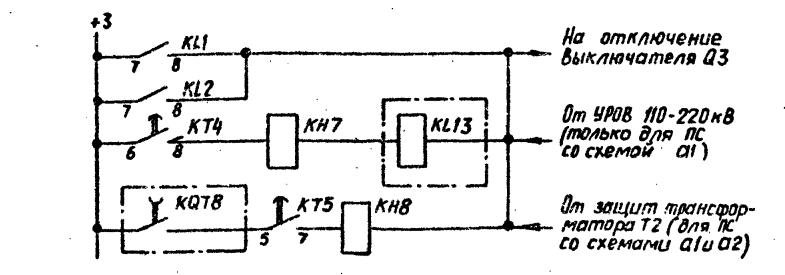 +3
KL1
7 8
На отключение
выключателя Q3
KL2
7 8
KT4
6 8
KH7
KL13
От УРОВ 110-220кВ
(только для ПС
со схемой а1)
KQT8
KT5
5 7
KH8
От защит трансфор-
матора Т2 (для ПС
со схемами а1 и а2)